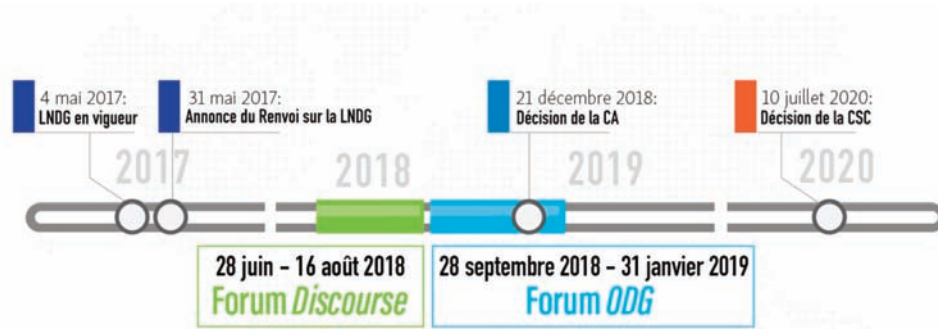 4 mai 2017:
LNDG en vigueur
31 mai 2017:
Annonce du Renvoi sur la LNDG
21 décembre 2018:
Décision de la CA
10 juillet 2020:
Décision de la CSC
2017
2018
2019
2020
28 juin – 16 août 2018
Forum Discourse
28 septembre 2018 – 31 janvier 2019
Forum ODG